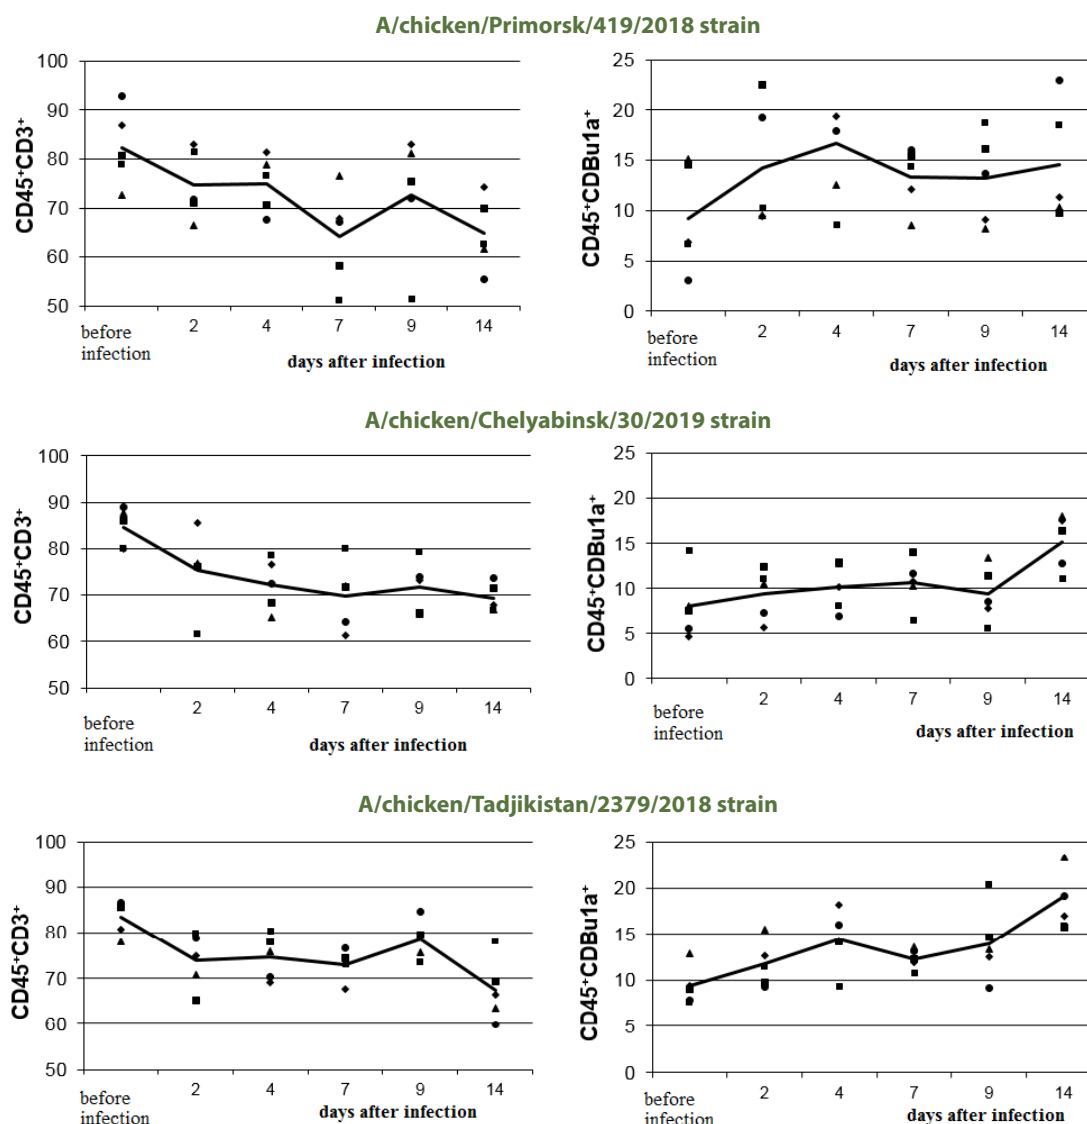 A/chicken/Primorsk/419/2018 strain
CD45+CD3+
100
90
80
70
60
50
before
infection
2
4
7
9
14
days after infection
CD45+CDBu1a+
25
20
15
10
5
0
before
infection
2
4
7
9
14
days after infection
A/chicken/Chelyabinsk/30/2019 strain
CD45+CD3+
100
90
80
70
60
50
before
infection
2
4
7
9
14
days after infection
CD45+CDBu1a+
25
20
15
10
5
0
before
infection
2
4
7
9
14
days after infection
A/chicken/Tadjikistan/2379/2018 strain
CD45+CD3+
100
90
80
70
60
50
before
infection
2
4
7
9
14
days after infection
CD45+CDBu1a+
25
20
15
10
5
0
before
infection
2
4
7
9
14
days after infection